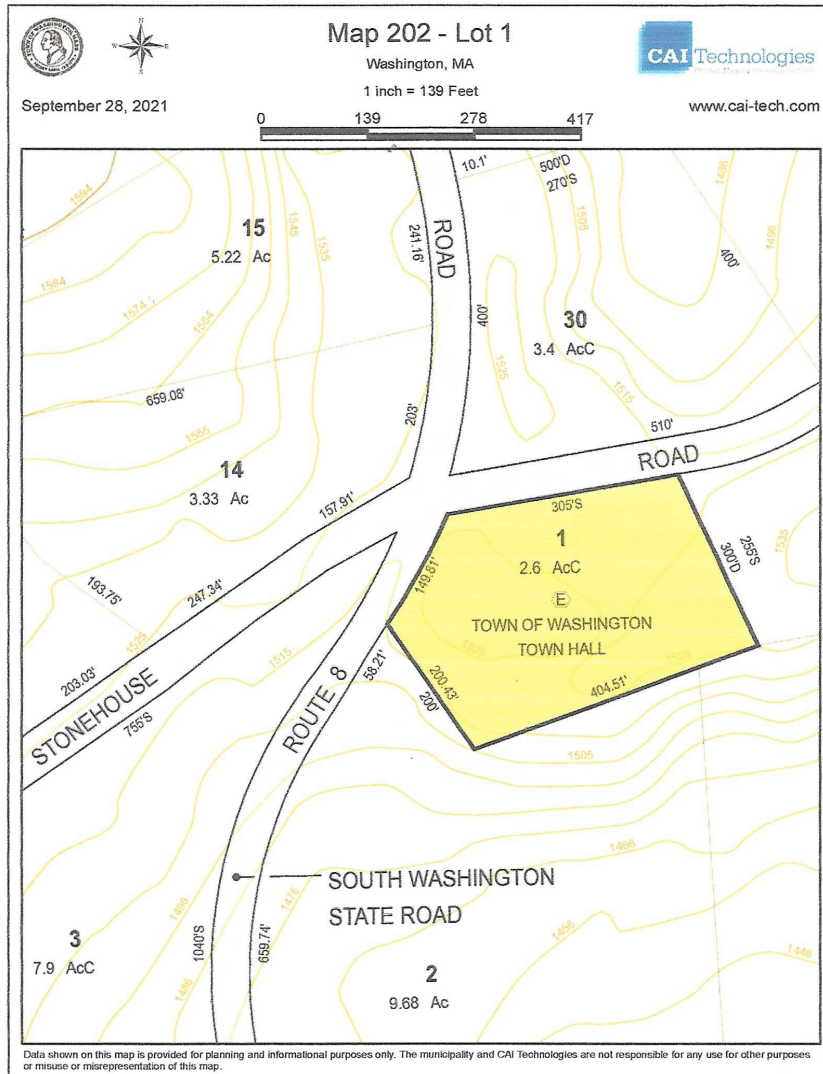 Map 202 - Lot 1
Washington, MA
1 inch = 139 Feet
CAI Technologies
September 28, 2021
www.cai-tech.com
0 139 278 417
1594
15
5.22 Ac
1584
1574
1564
1545
1535
241.16'
ROAD
10.1'
500'D
270'S
1505
1486
1496
400'
400'
30
3.4 AcC
1525
1515
659.08'
1565
203'
510'
ROAD
14
3.33 Ac
157.91'
305'S
1
2.6 AcC
E
TOWN OF WASHINGTON
TOWN HALL
149.81'
255'S
300'D
1535
193.75'
247.34'
1525
203.03'
STONEHOUSE
755'S
1515
ROUTE 8
58.21'
200.43'
200'
404.51'
1525
1505
SOUTH WASHINGTON
STATE ROAD
1466
1496
1476
1456
1446
3
7.9 AcC
1486
1040'S
659.74'
2
9.68 Ac
Data shown on this map is provided for planning and informational purposes only. The municipality and CAI Technologies are not responsible for any use for other purposes
or misuse or misrepresentation of this map.